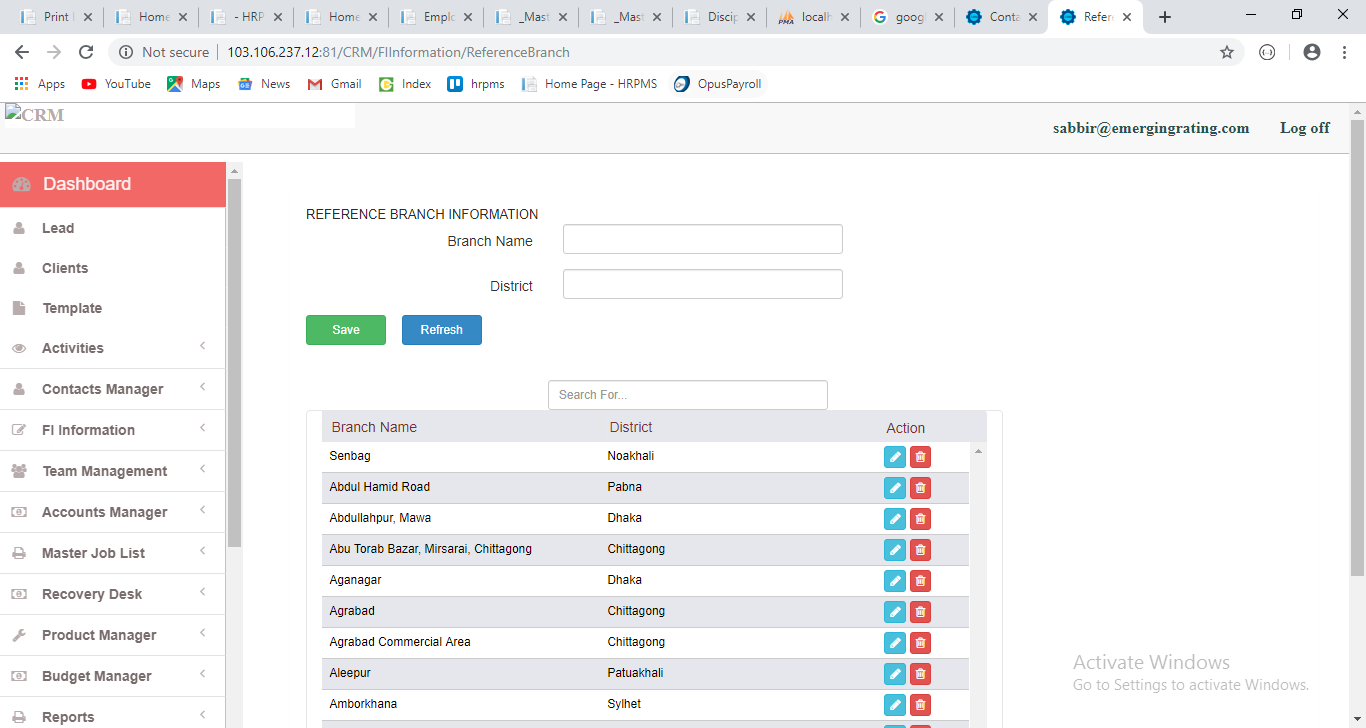 Print
Home
- HRP
Home
Emplo
_Mast
_Mast
Discip
localh
goog
Conta
Refere
Not secure
103.106.237.12:81/CRM/FIInformation/ReferenceBranch
Apps YouTube Maps News Gmail Index hrpms Home Page - HRPMS OpusPayroll
CRM
sabbir@emergingrating.com Log off
Dashboard
Lead
Clients
Template
Activities
Contacts Manager
FI Information
Team Management
Accounts Manager
Master Job List
Recovery Desk
Product Manager
Budget Manager
Reports
REFERENCE BRANCH INFORMATION
Branch Name
District
Save Refresh
Search For...
Branch Name District Action
Senbag Noakhali
Abdul Hamid Road Pabna
Abdullahpur, Mawa Dhaka
Abu Torab Bazar, Mirsarai, Chittagong Chittagong
Aganagar Dhaka
Agrabad Chittagong
Agrabad Commercial Area Chittagong
Aleepur Patuakhali
Amborkhana Sylhet
Activate Windows
Go to Settings to activate Windows.